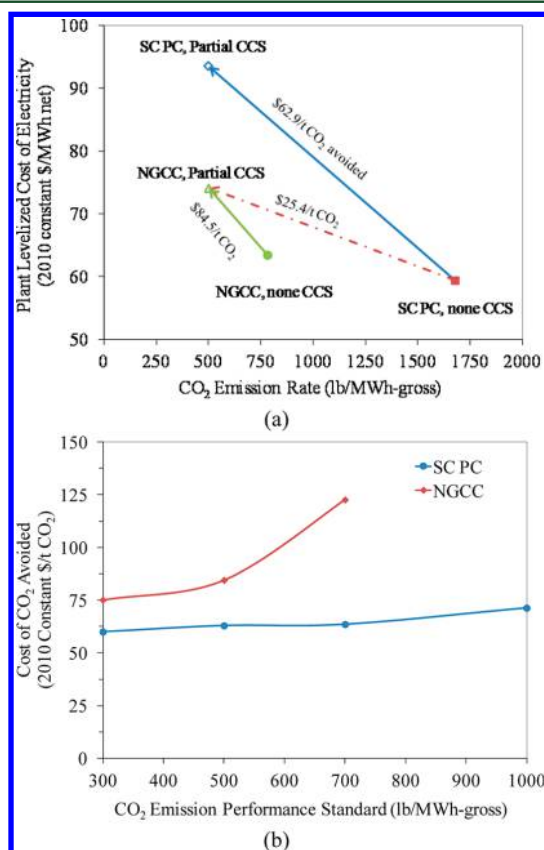 100
90
80
70
60
50
Plant Levelized Cost of Electricity
(2010 constant $/MWh net)
SC PC, Partial CCS
$62.9/t CO₂ avoided
NGCC, Partial CCS
$25.4/t CO₂
$84.5/t CO₂
NGCC, none CCS
SC PC, none CCS
0 250 500 750 1000 1250 1500 1750 2000
CO₂ Emission Rate (lb/MWh-gross)
(a)
150
125
100
75
50
25
0
Cost of CO₂ Avoided
(2010 Constant $/t CO₂)
SC PC
NGCC
300 400 500 600 700 800 900 1000
CO₂ Emission Performance Standard (lb/MWh-gross)
(b)